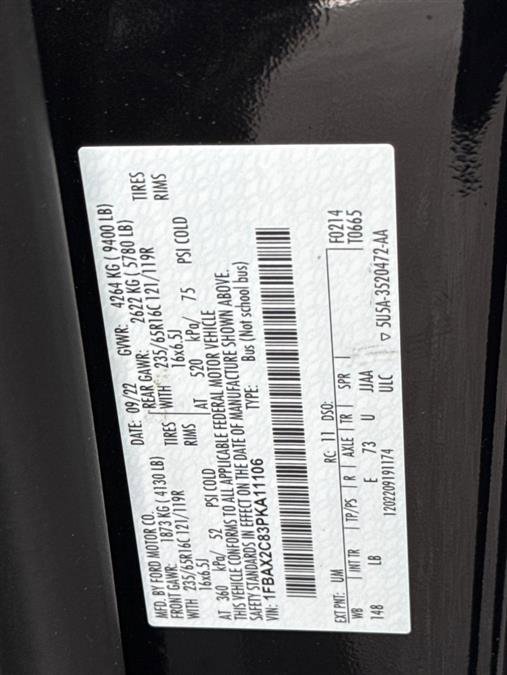 MFD. BY FORD MOTOR CO.
DATE: 09/22 GVWR: 4264 KG ( 9400 LB)
FRONT GAWR: 1873 KG ( 4130 LB) REAR GAWR: 2622 KG ( 5780 LB)
WITH 235/65R16C 121/119R TIRES WITH 235/65R16C 121/119R TIRES
16x6.5J RIMS 16x6.5J RIMS
AT 360 kPa/ 52 PSI COLD AT 520 kPa/ 75 PSI COLD
THIS VEHICLE CONFORMS TO ALL APPLICABLE FEDERAL MOTOR VEHICLE
SAFETY STANDARDS IN EFFECT ON THE DATE OF MANUFACTURE SHOWN ABOVE.
VIN: 1FBAX2C83PKA11106 TYPE: Bus (Not school bus)
EXT PNT: UM RC: 11 DSO: F0214
WB INT TR TP/PS R AXLE TR SPR T0665
148 LB E 73 U JJAA
120220919174 ULC ▽ 5U5A-3520472-AA